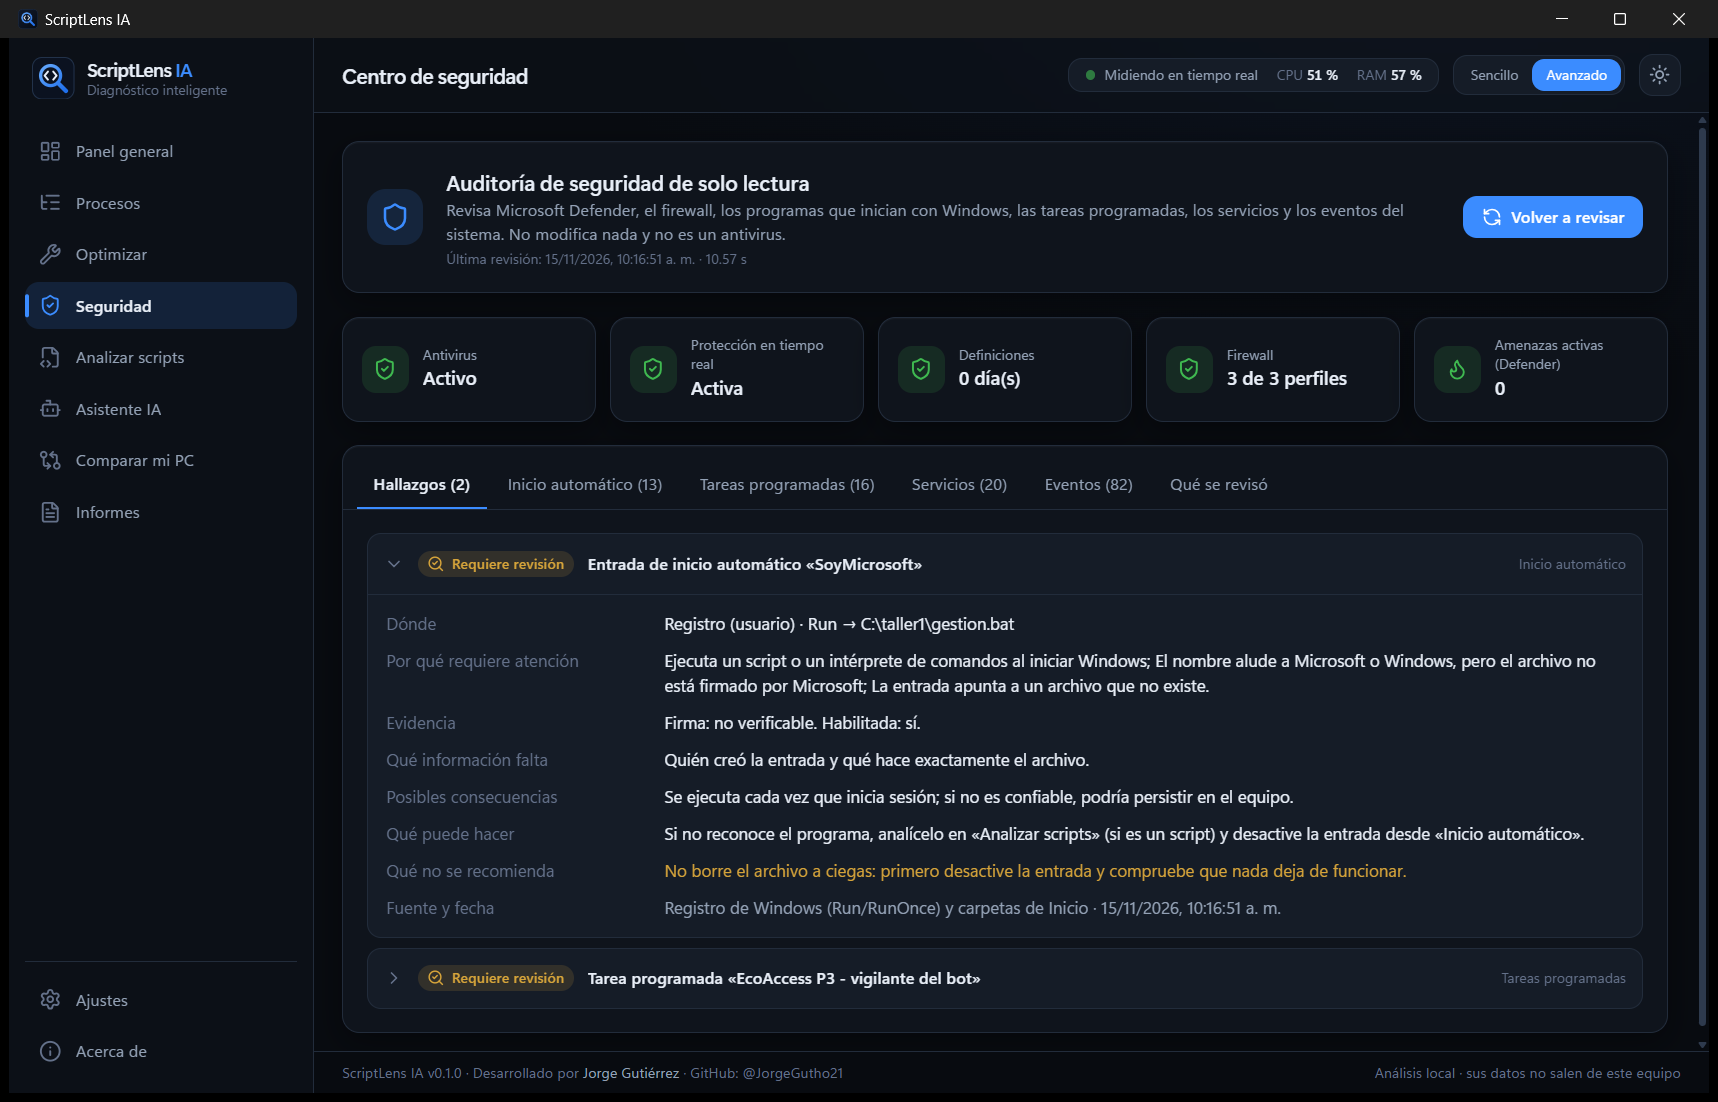 ScriptLens IA
ScriptLens IA
Diagnóstico inteligente
Panel general
Procesos
Optimizar
Seguridad
Analizar scripts
Asistente IA
Comparar mi PC
Informes
Ajustes
Acerca de
Centro de seguridad
Midiendo en tiempo real CPU 51 % RAM 57 %
Sencillo Avanzado
Auditoría de seguridad de solo lectura
Revisa Microsoft Defender, el firewall, los programas que inician con Windows, las tareas programadas, los servicios y los eventos del
sistema. No modifica nada y no es un antivirus.
Última revisión: 15/11/2026, 10:16:51 a. m. · 10.57 s
Volver a revisar
Antivirus
Activo
Protección en tiempo
real
Activa
Definiciones
0 día(s)
Firewall
3 de 3 perfiles
Amenazas activas
(Defender)
0
Hallazgos (2) Inicio automático (13) Tareas programadas (16) Servicios (20) Eventos (82) Qué se revisó
Requiere revisión Entrada de inicio automático «SoyMicrosoft» Inicio automático
Dónde Registro (usuario) · Run → C:\taller1\gestion.bat
Por qué requiere atención Ejecuta un script o un intérprete de comandos al iniciar Windows; El nombre alude a Microsoft o Windows, pero el archivo no
está firmado por Microsoft; La entrada apunta a un archivo que no existe.
Evidencia Firma: no verificable. Habilitada: sí.
Qué información falta Quién creó la entrada y qué hace exactamente el archivo.
Posibles consecuencias Se ejecuta cada vez que inicia sesión; si no es confiable, podría persistir en el equipo.
Qué puede hacer Si no reconoce el programa, analícelo en «Analizar scripts» (si es un script) y desactive la entrada desde «Inicio automático».
Qué no se recomienda No borre el archivo a ciegas: primero desactive la entrada y compruebe que nada deja de funcionar.
Fuente y fecha Registro de Windows (Run/RunOnce) y carpetas de Inicio · 15/11/2026, 10:16:51 a. m.
Requiere revisión Tarea programada «EcoAccess P3 - vigilante del bot» Tareas programadas
ScriptLens IA v0.1.0 · Desarrollado por Jorge Gutiérrez · GitHub: @JorgeGutho21
Análisis local · sus datos no salen de este equipo